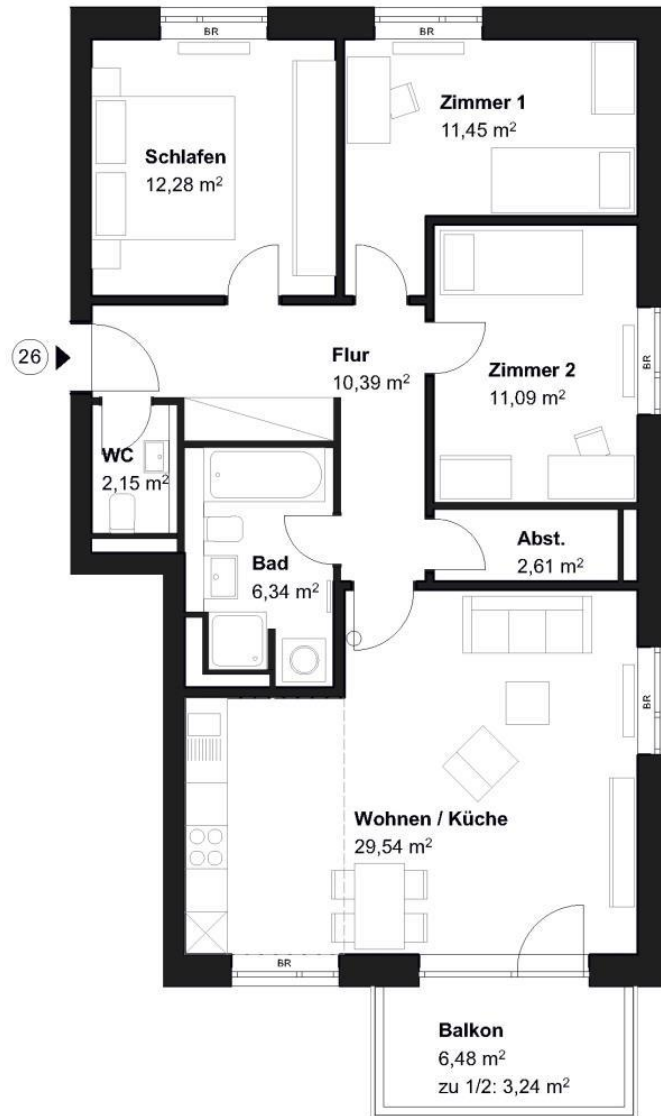 BR
BR
Zimmer 1
11,45 m²
Schlafen
12,28 m²
26
Flur
10,39 m²
Zimmer 2
11,09 m²
WC
2,15 m²
Abst.
2,61 m²
Bad
6,34 m²
BR
BR
Wohnen / Küche
29,54 m²
BR
Balkon
6,48 m²
zu 1/2: 3,24 m²